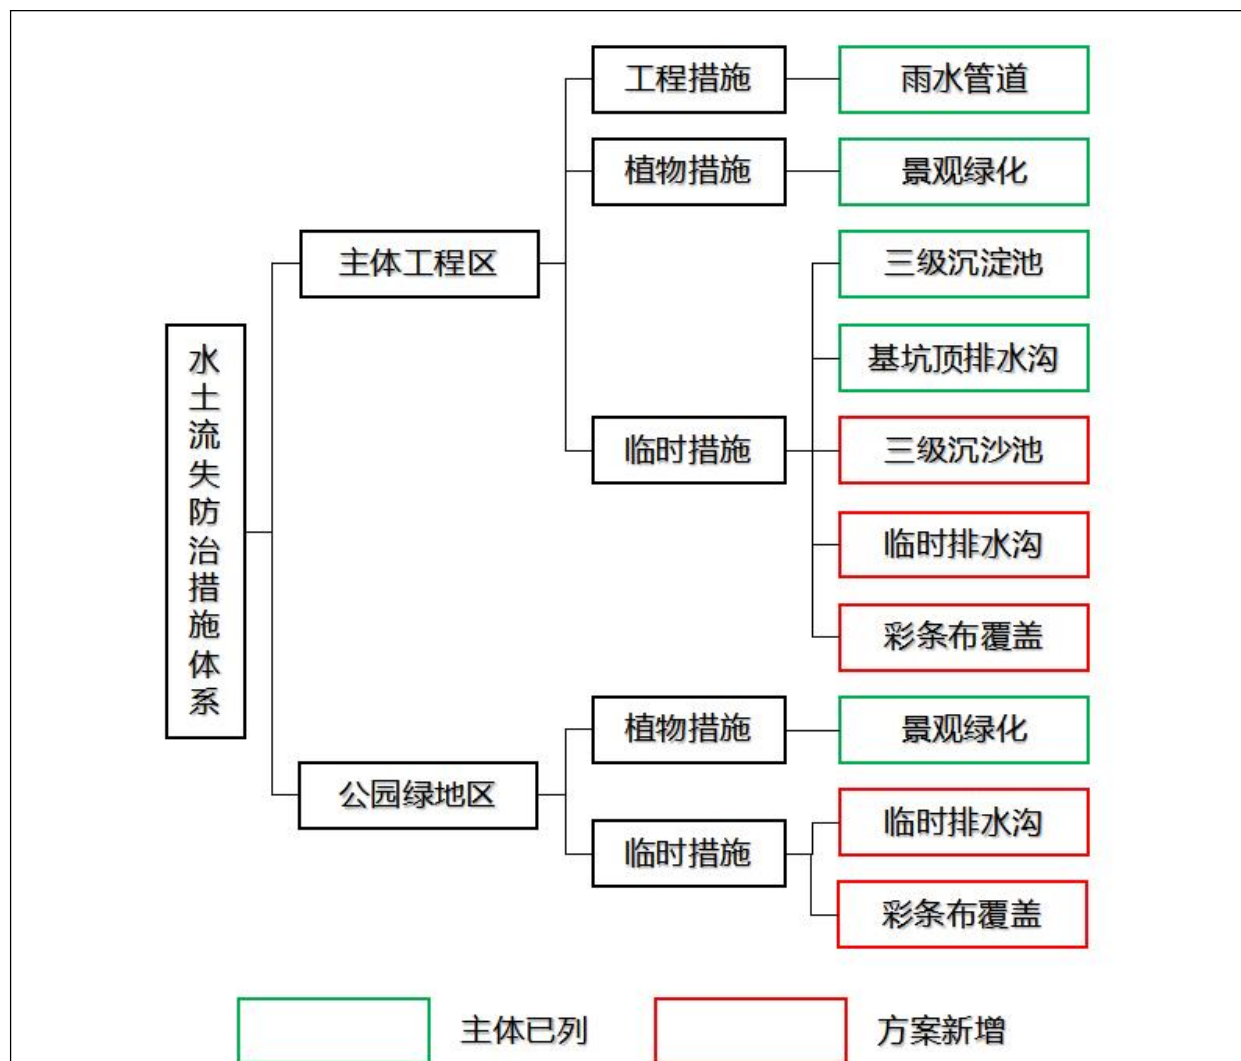 水土流失防治措施体系
主体工程区
工程措施
雨水管道
植物措施
景观绿化
临时措施
三级沉淀池
基坑顶排水沟
三级沉沙池
临时排水沟
彩条布覆盖
公园绿地区
植物措施
景观绿化
临时措施
临时排水沟
彩条布覆盖
主体已列
方案新增